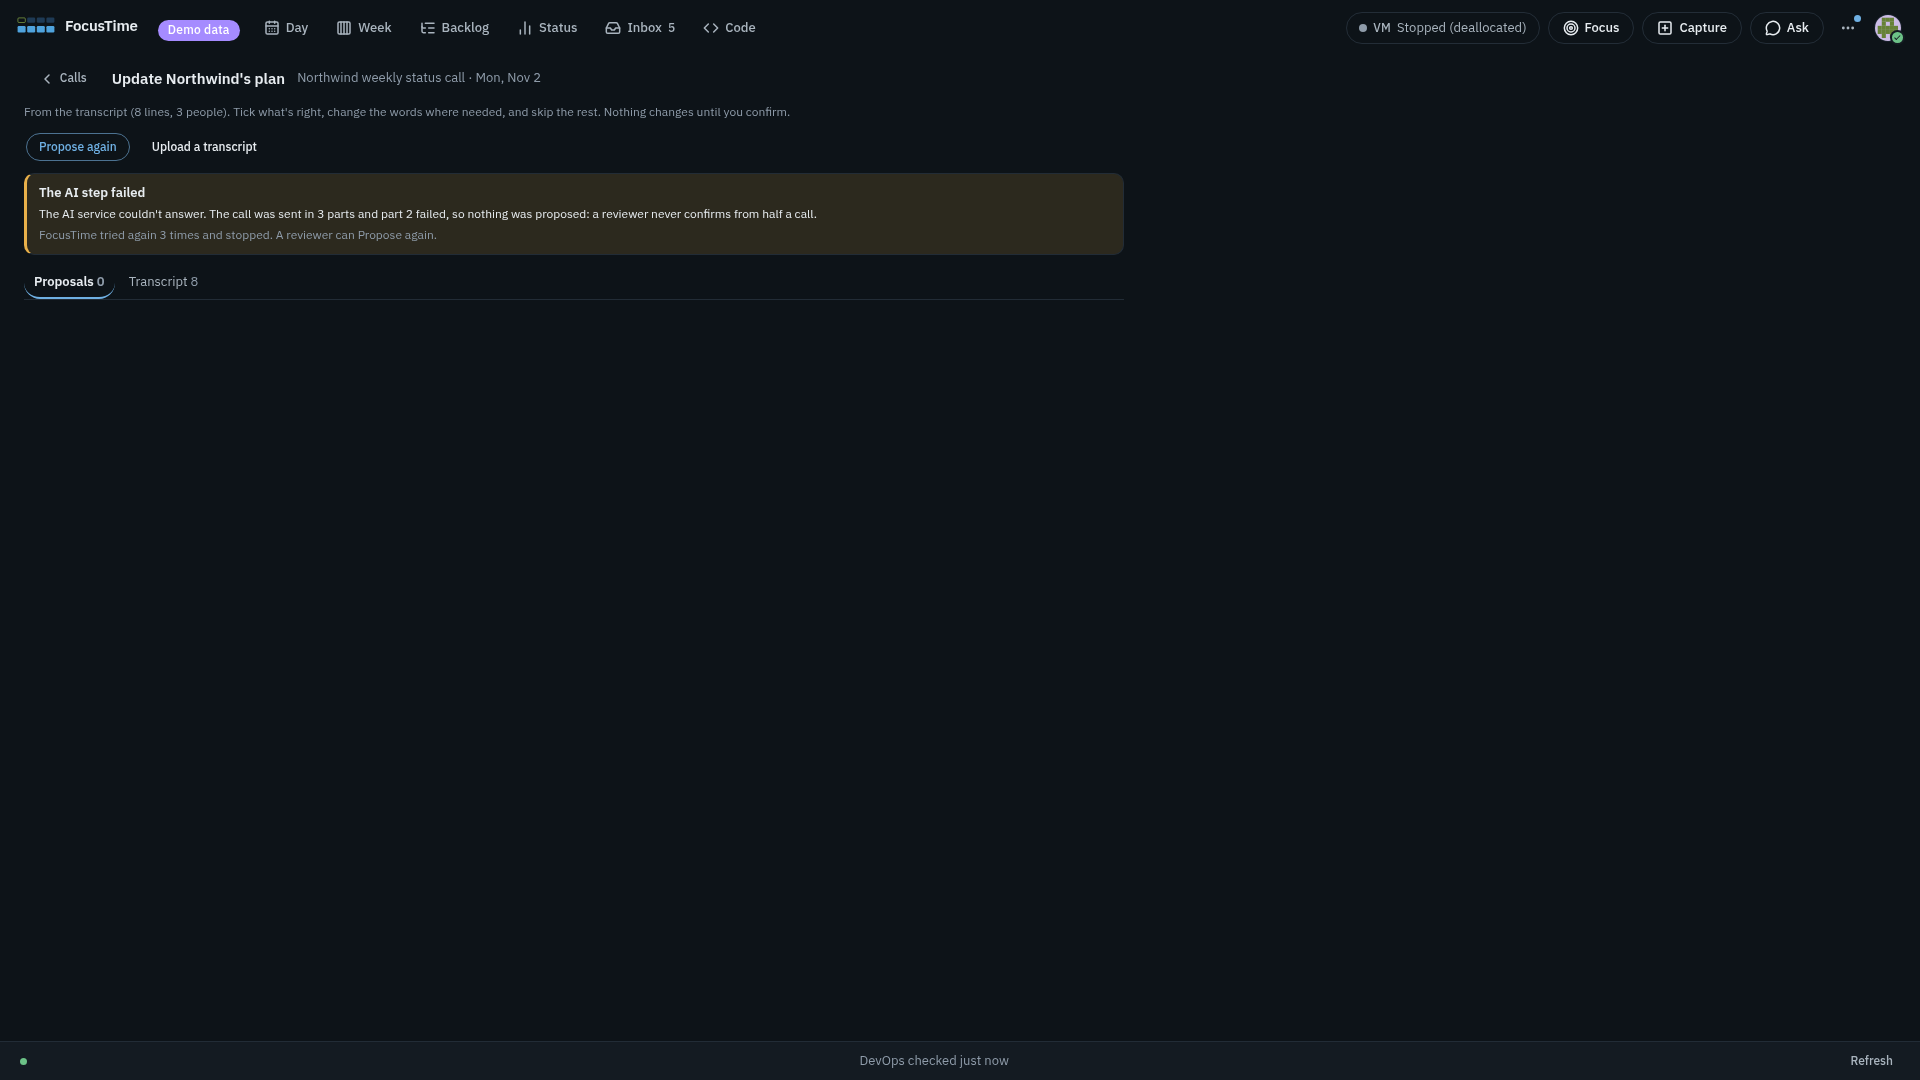 FocusTime
Demo data
Day
Week
Backlog
Status
Inbox 5
Code
VM Stopped (deallocated)
Focus
Capture
Ask
Calls
Update Northwind's plan
Northwind weekly status call · Mon, Nov 2
From the transcript (8 lines, 3 people). Tick what's right, change the words where needed, and skip the rest. Nothing changes until you confirm.
Propose again
Upload a transcript
The AI step failed
The AI service couldn't answer. The call was sent in 3 parts and part 2 failed, so nothing was proposed: a reviewer never confirms from half a call.
FocusTime tried again 3 times and stopped. A reviewer can Propose again.
Proposals 0
Transcript 8
DevOps checked just now
Refresh